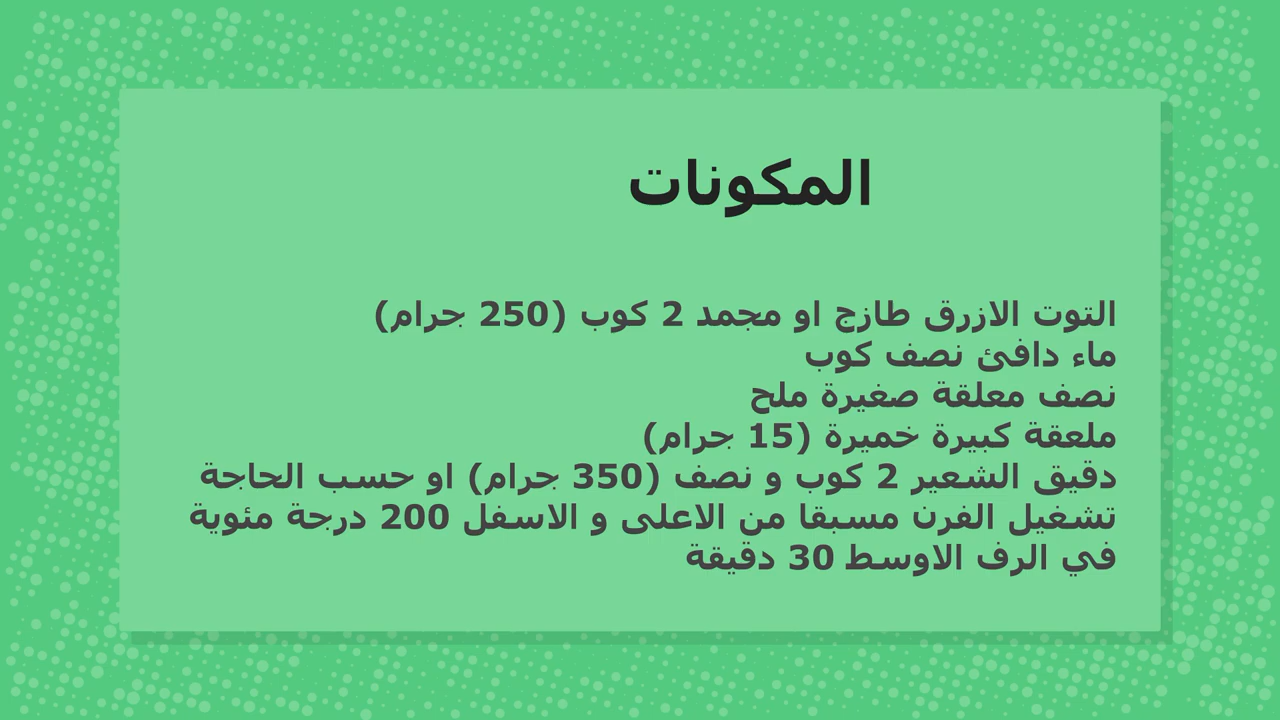 المكونات
التوت الازرق طازج او مجمد 2 كوب (250 جرام)
ماء دافئ نصف كوب
نصف معلقة صغيرة ملح
ملعقة كبيرة خميرة (15 جرام)
دقيق الشعير 2 كوب و نصف (350 جرام) او حسب الحاجة
تشغيل الفرن مسبقا من الاعلى و الاسفل 200 درجة مئوية
في الرف الاوسط 30 دقيقة